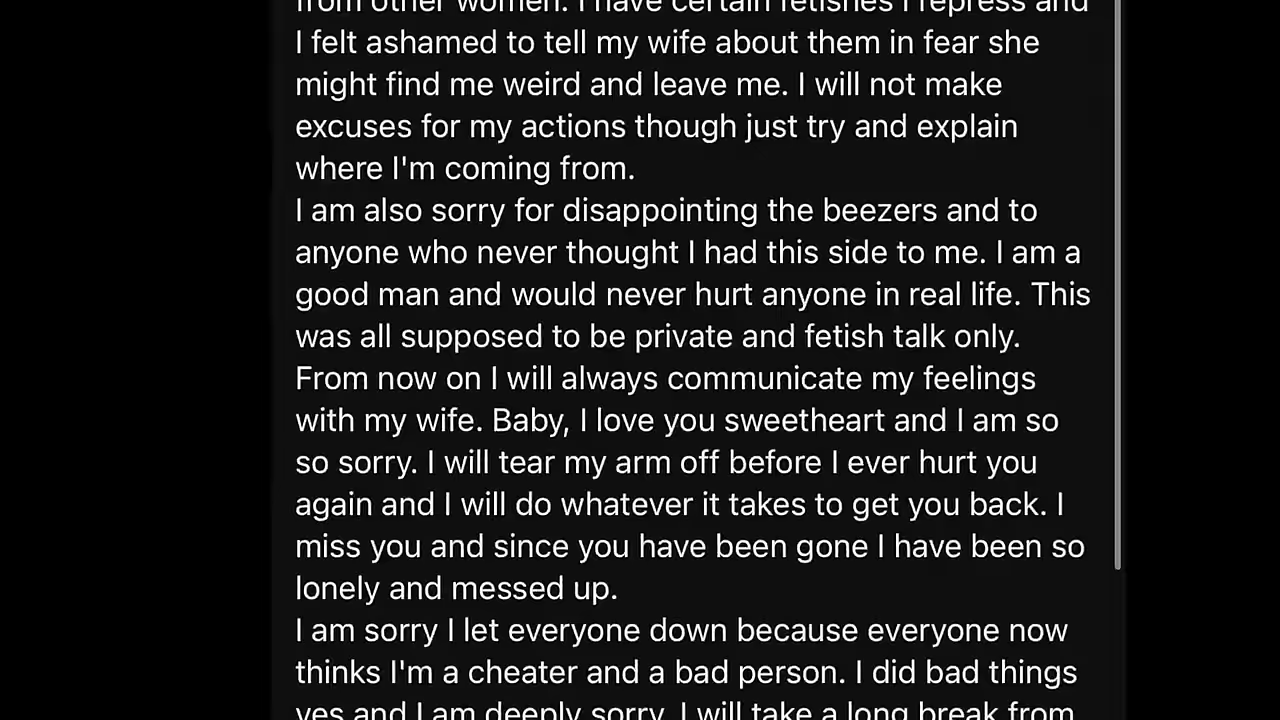 from other women. I have certain fetishes I repress and
I felt ashamed to tell my wife about them in fear she
might find me weird and leave me. I will not make
excuses for my actions though just try and explain
where I'm coming from.
I am also sorry for disappointing the beezers and to
anyone who never thought I had this side to me. I am a
good man and would never hurt anyone in real life. This
was all supposed to be private and fetish talk only.
From now on I will always communicate my feelings
with my wife. Baby, I love you sweetheart and I am so
so sorry. I will tear my arm off before I ever hurt you
again and I will do whatever it takes to get you back. I
miss you and since you have been gone I have been so
lonely and messed up.
I am sorry I let everyone down because everyone now
thinks I'm a cheater and a bad person. I did bad things
yes and I am deeply sorry. I will take a long break from